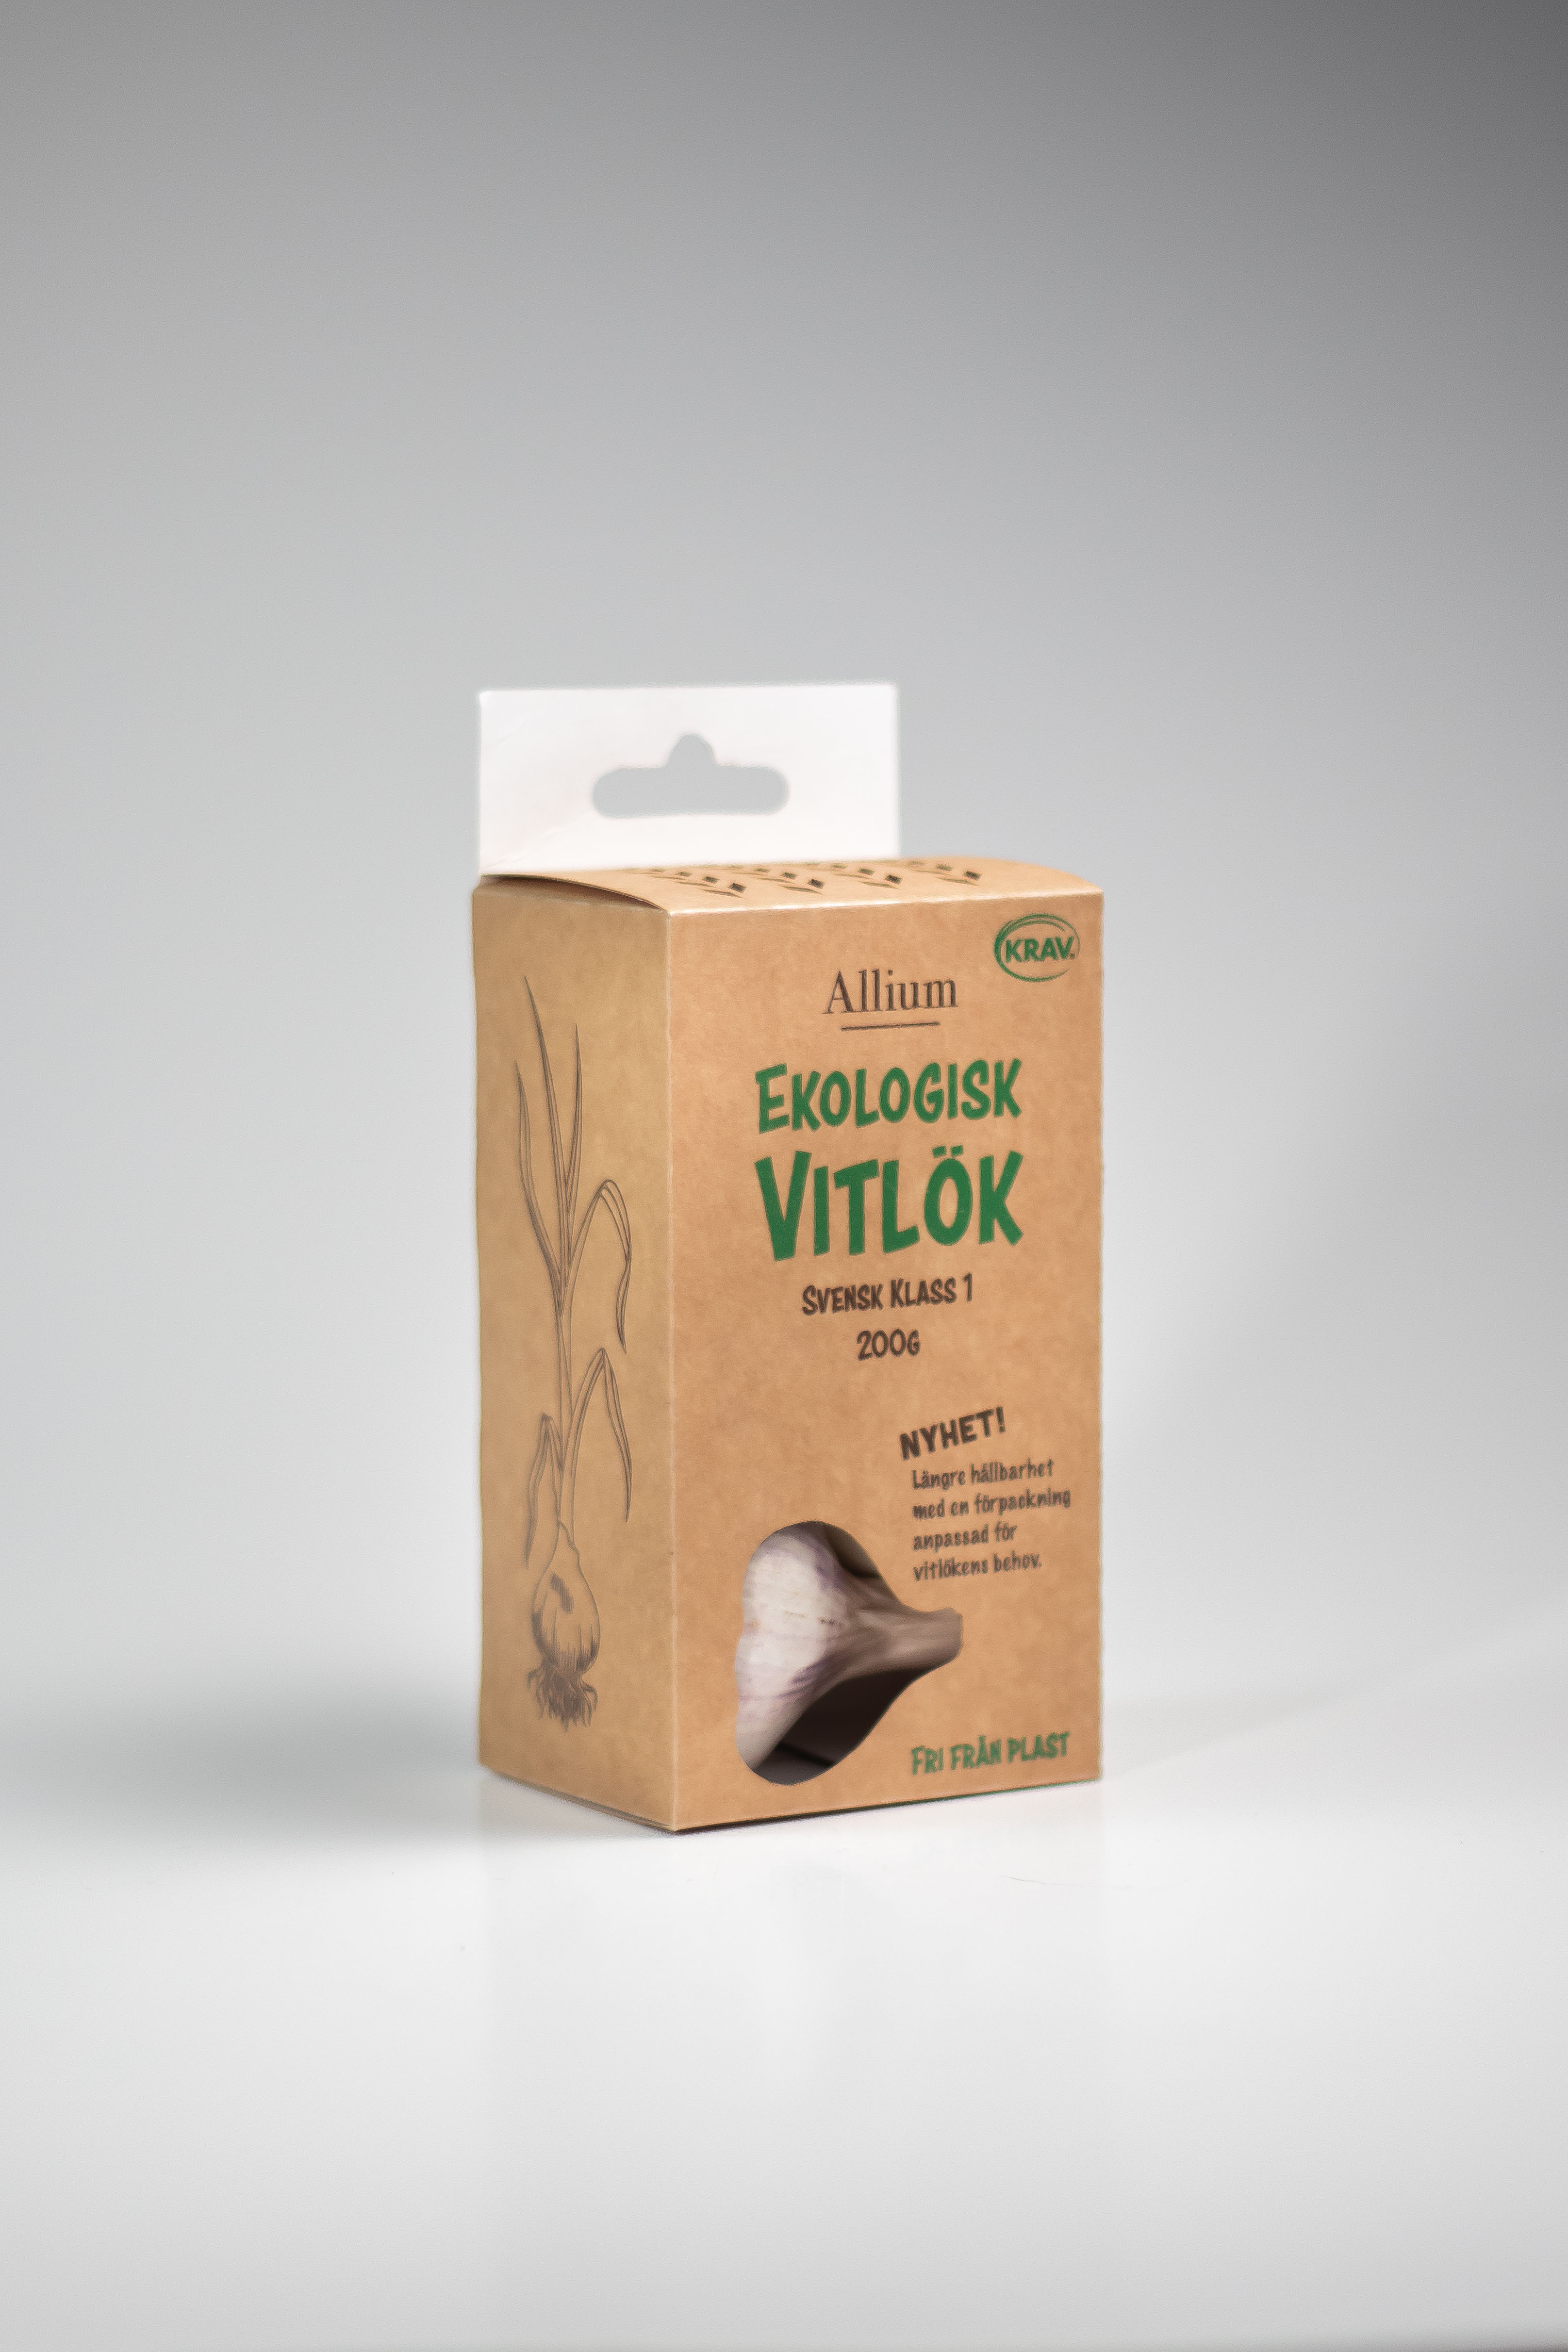 KRAV
Allium
EKOLOGISK
VITLÖK
SVENSK KLASS 1
200G
NYHET!
Längre hållbarhet
med en förpackning
anpassad för
vitlökens behov.
FRI FRÅN PLAST